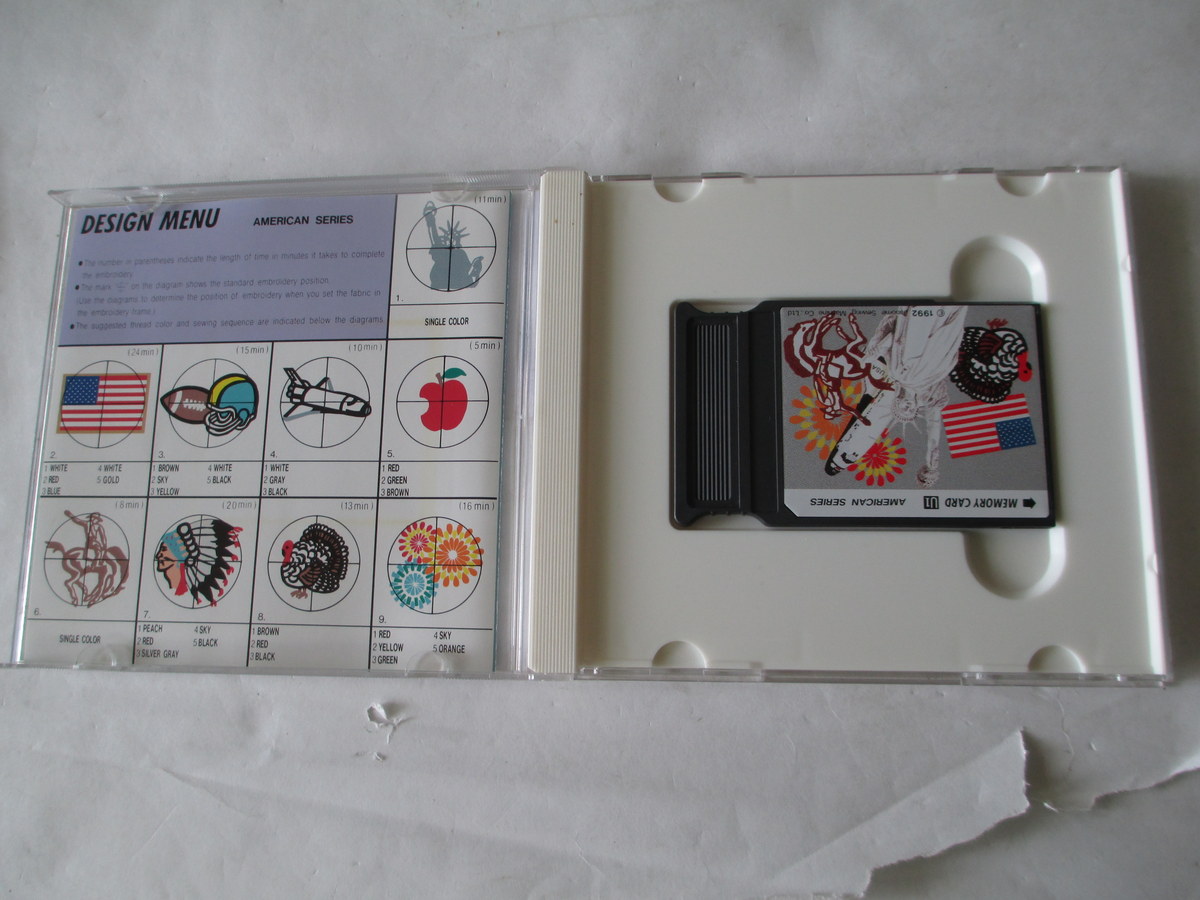 DESIGN MENU AMERICAN SERIES
● The number in parentheses indicate the length of time in minutes it takes to complete
the embroidery.
● The mark on the diagram shows the standard embroidery position.
(Use the diagrams to determine the position of embroidery when you set the fabric in
the embroidery frame.)
● The suggested thread color and sewing sequence are indicated below the diagrams.
(11min)
1.
SINGLE COLOR
(24min)
2.
1 WHITE 4 WHITE
2 RED 5 GOLD
3 BLUE
(15min)
3.
1 BROWN 4 WHITE
2 SKY 5 BLACK
3 YELLOW
(10min)
4.
1 WHITE
2 GRAY
3 BLACK
(5min)
5.
1 RED
2 GREEN
3 BROWN
(8min)
6.
SINGLE COLOR
(20min)
7.
1 PEACH 4 SKY
2 RED 5 BLACK
3 SILVER GRAY
(13min)
8.
1 BROWN
2 RED
3 BLACK
(16min)
9.
1 RED 4 SKY
2 YELLOW 5 ORANGE
3 GREEN
MEMORY CARD AMERICAN SERIES
© 1992 Sewing Machine Co.,Ltd